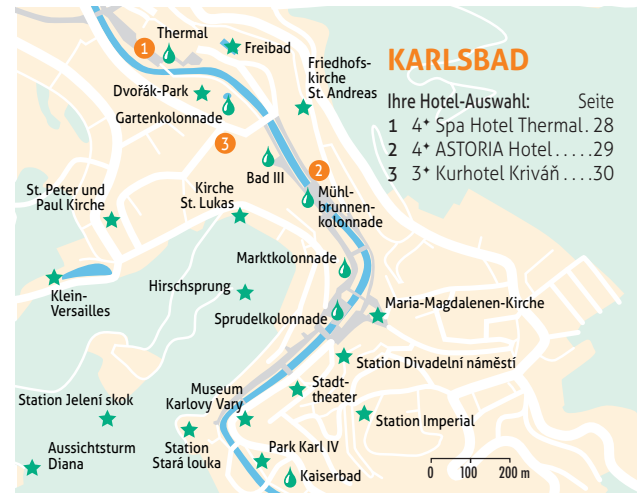 Thermal
1
Freibad
Friedhofs-
kirche
St. Andreas
KARLSBAD
Ihre Hotel-Auswahl: Seite
1 4✦ Spa Hotel Thermal. 28
2 4✦ ASTORIA Hotel.....29
3 3✦ Kurhotel Kriváň....30
Dvořák-Park
Gartenkolonnade
3
Bad III
2
Mühl-
brunnen-
kolonnade
St. Peter und
Paul Kirche
Kirche
St. Lukas
Marktkolonnade
Klein-
Versailles
Hirschsprung
Maria-Magdalenen-Kirche
Sprudelkolonnade
Station Divadelní náměstí
Stadt-
theater
Museum
Karlovy Vary
Station Jelení skok
Station Imperial
Station
Stará louka
Aussichtsturm
Diana
Park Karl IV
Kaiserbad
0 100 200 m